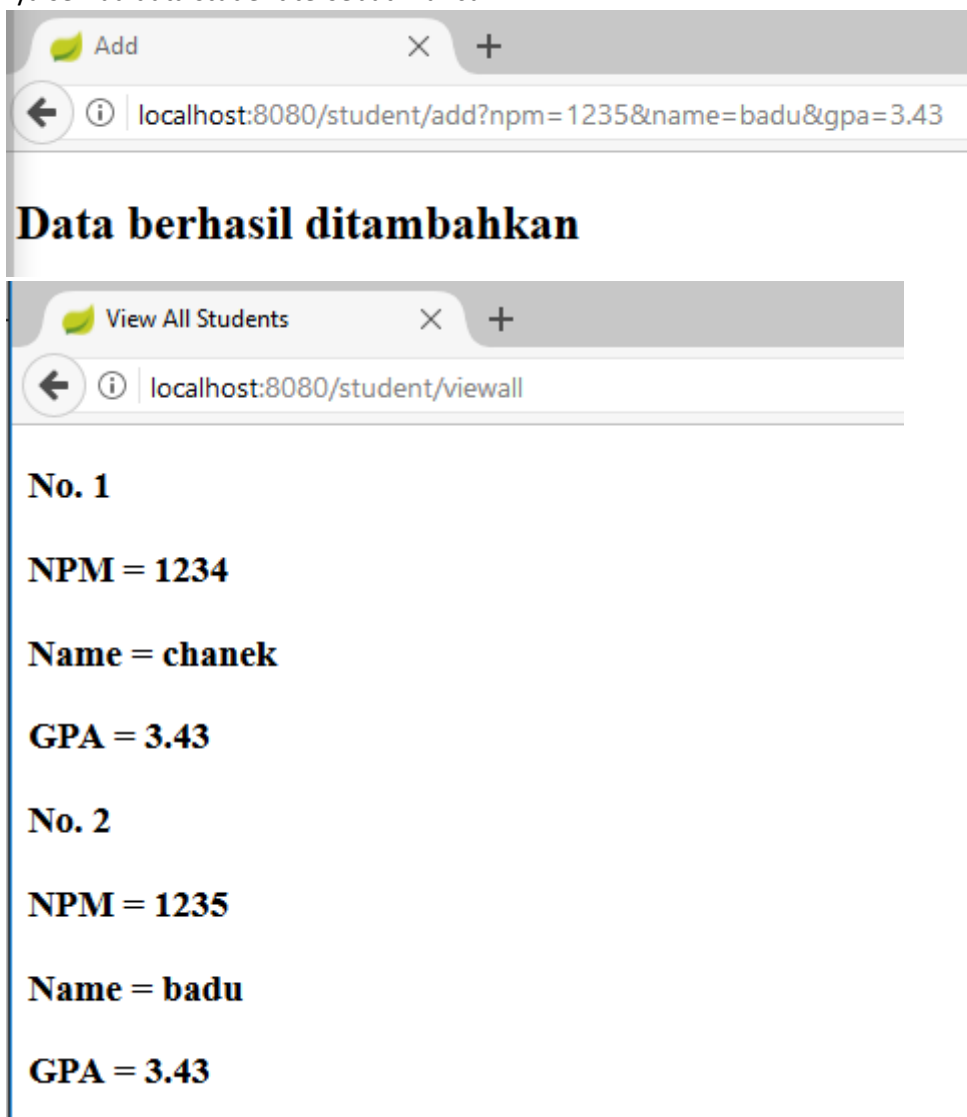 Add
localhost:8080/student/add?npm=1235&name=badu&gpa=3.43
Data berhasil ditambahkan
View All Students
localhost:8080/student/viewall
No. 1
NPM = 1234
Name = chanek
GPA = 3.43
No. 2
NPM = 1235
Name = badu
GPA = 3.43